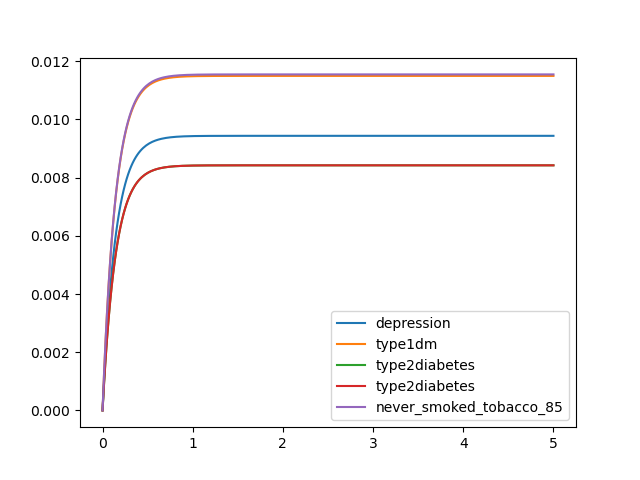 0.012
0.010
0.008
0.006
0.004
0.002
0.000
0 1 2 3 4 5
depression
type1dm
type2diabetes
type2diabetes
never_smoked_tobacco_85